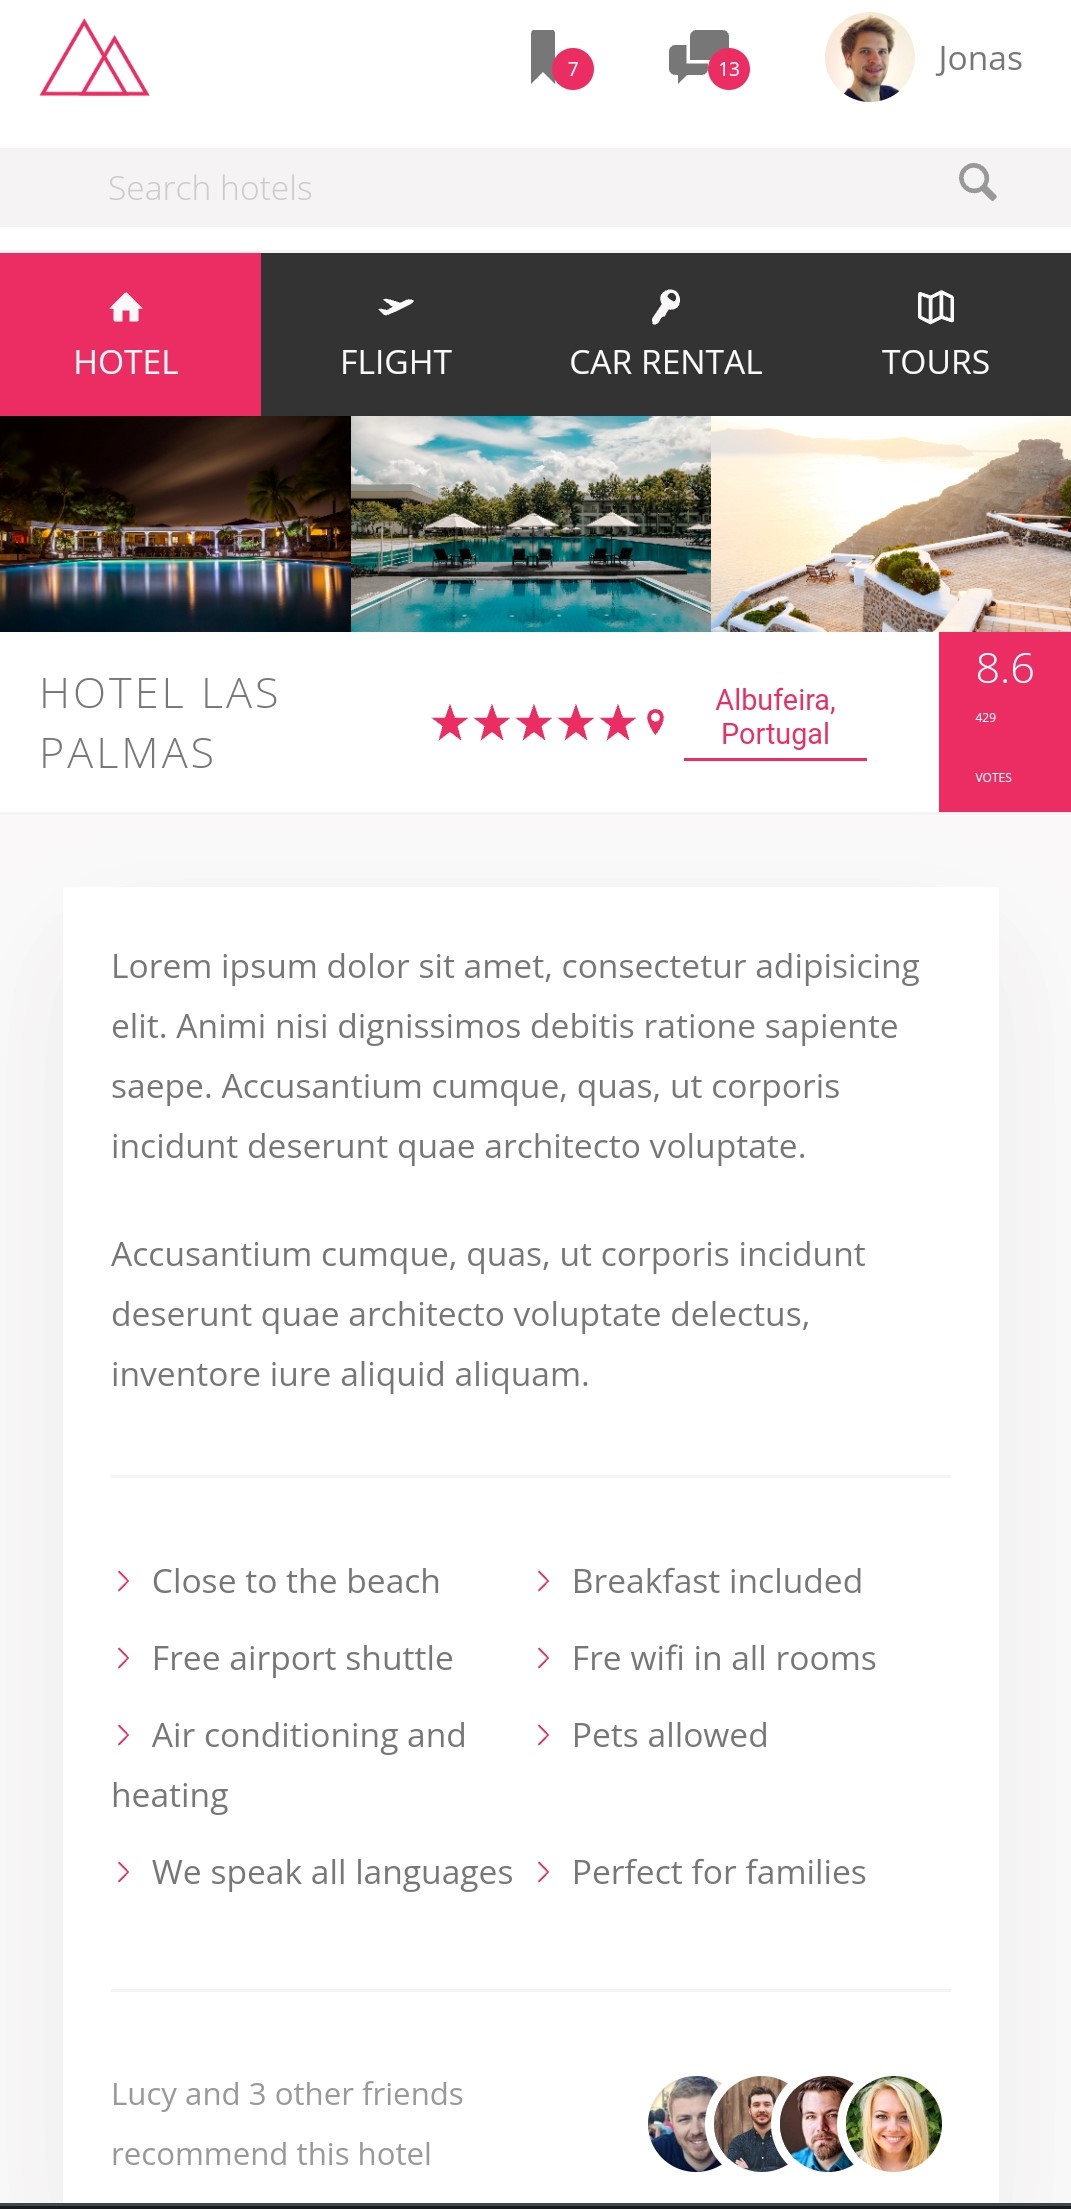 7
13
Jonas
Search hotels
HOTEL
FLIGHT
CAR RENTAL
TOURS
HOTEL LAS
PALMAS
Albufeira,
Portugal
8.6
429
VOTES
Lorem ipsum dolor sit amet, consectetur adipisicing
elit. Animi nisi dignissimos debitis ratione sapiente
saepe. Accusantium cumque, quas, ut corporis
incidunt deserunt quae architecto voluptate.
Accusantium cumque, quas, ut corporis incidunt
deserunt quae architecto voluptate delectus,
inventore iure aliquid aliquam.
Close to the beach
Breakfast included
Free airport shuttle
Fre wifi in all rooms
Air conditioning and
heating
Pets allowed
We speak all languages
Perfect for families
Lucy and 3 other friends
recommend this hotel